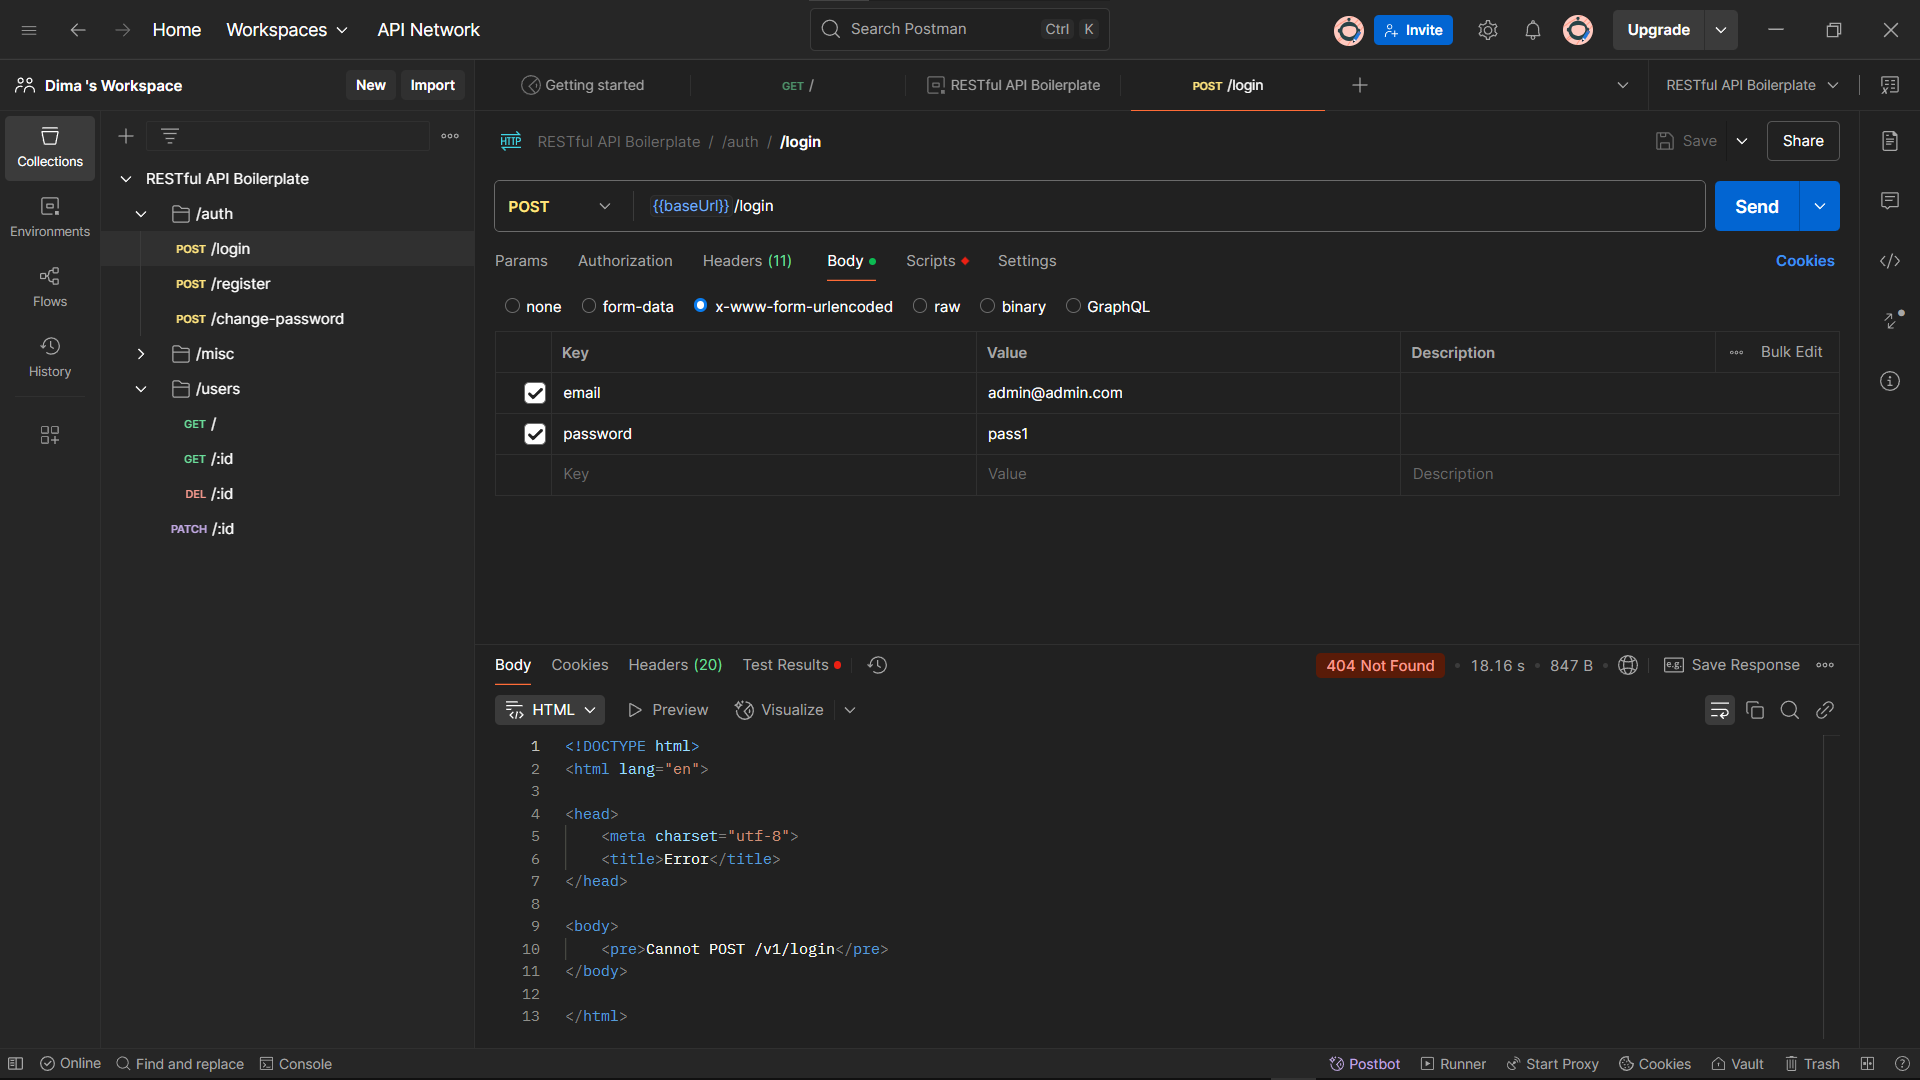 Home Workspaces API Network Search Postman Ctrl K Invite Upgrade
Dima 's Workspace New Import Getting started GET / RESTful API Boilerplate POST /login RESTful API Boilerplate
Collections
Environments
Flows
History
RESTful API Boilerplate
/auth
POST /login
POST /register
POST /change-password
/misc
/users
GET /
GET /:id
DEL /:id
PATCH /:id
HTTP RESTful API Boilerplate / /auth / /login Save Share
POST {{baseUrl}} /login Send
Params Authorization Headers (11) Body Scripts Settings Cookies
none form-data x-www-form-urlencoded raw binary GraphQL
Key Value Description Bulk Edit
email admin@admin.com
password pass1
Key Value Description
Body Cookies Headers (20) Test Results 404 Not Found 18.16 s 847 B e.g. Save Response
HTML Preview Visualize
1 <!DOCTYPE html>
2 <html lang="en">
3
4 <head>
5 <meta charset="utf-8">
6 <title>Error</title>
7 </head>
8
9 <body>
10 <pre>Cannot POST /v1/login</pre>
11 </body>
12
13 </html>
Online Find and replace Console Postbot Runner Start Proxy Cookies Vault Trash